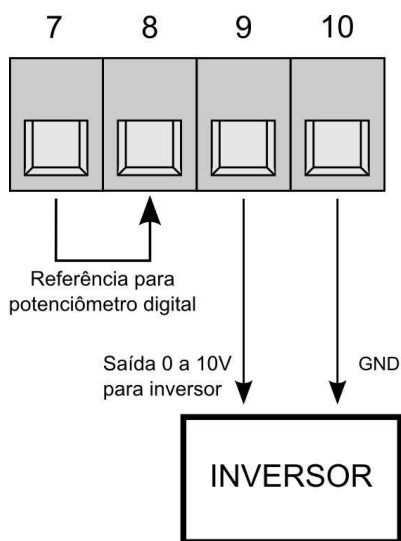 7 8 9 10
Referência para
potenciômetro digital
Saída 0 a 10V
para inversor
GND
INVERSOR